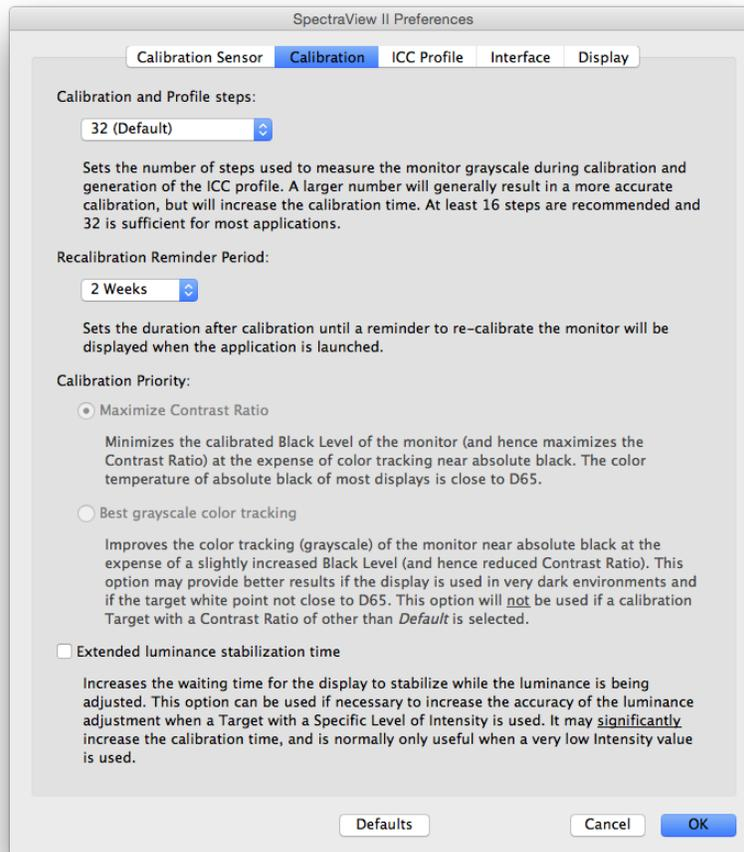 SpectraView II Preferences
Calibration Sensor Calibration ICC Profile Interface Display
Calibration and Profile steps:
32 (Default)
Sets the number of steps used to measure the monitor grayscale during calibration and
generation of the ICC profile. A larger number will generally result in a more accurate
calibration, but will increase the calibration time. At least 16 steps are recommended and
32 is sufficient for most applications.
Recalibration Reminder Period:
2 Weeks
Sets the duration after calibration until a reminder to re-calibrate the monitor will be
displayed when the application is launched.
Calibration Priority:
Maximize Contrast Ratio
Minimizes the calibrated Black Level of the monitor (and hence maximizes the
Contrast Ratio) at the expense of color tracking near absolute black. The color
temperature of absolute black of most displays is close to D65.
Best grayscale color tracking
Improves the color tracking (grayscale) of the monitor near absolute black at the
expense of a slightly increased Black Level (and hence reduced Contrast Ratio). This
option may provide better results if the display is used in very dark environments and
if the target white point not close to D65. This option will not be used if a calibration
Target with a Contrast Ratio of other than Default is selected.
Extended luminance stabilization time
Increases the waiting time for the display to stabilize while the luminance is being
adjusted. This option can be used if necessary to increase the accuracy of the luminance
adjustment when a Target with a Specific Level of Intensity is used. It may significantly
increase the calibration time, and is normally only useful when a very low Intensity value
is used.
Defaults Cancel OK